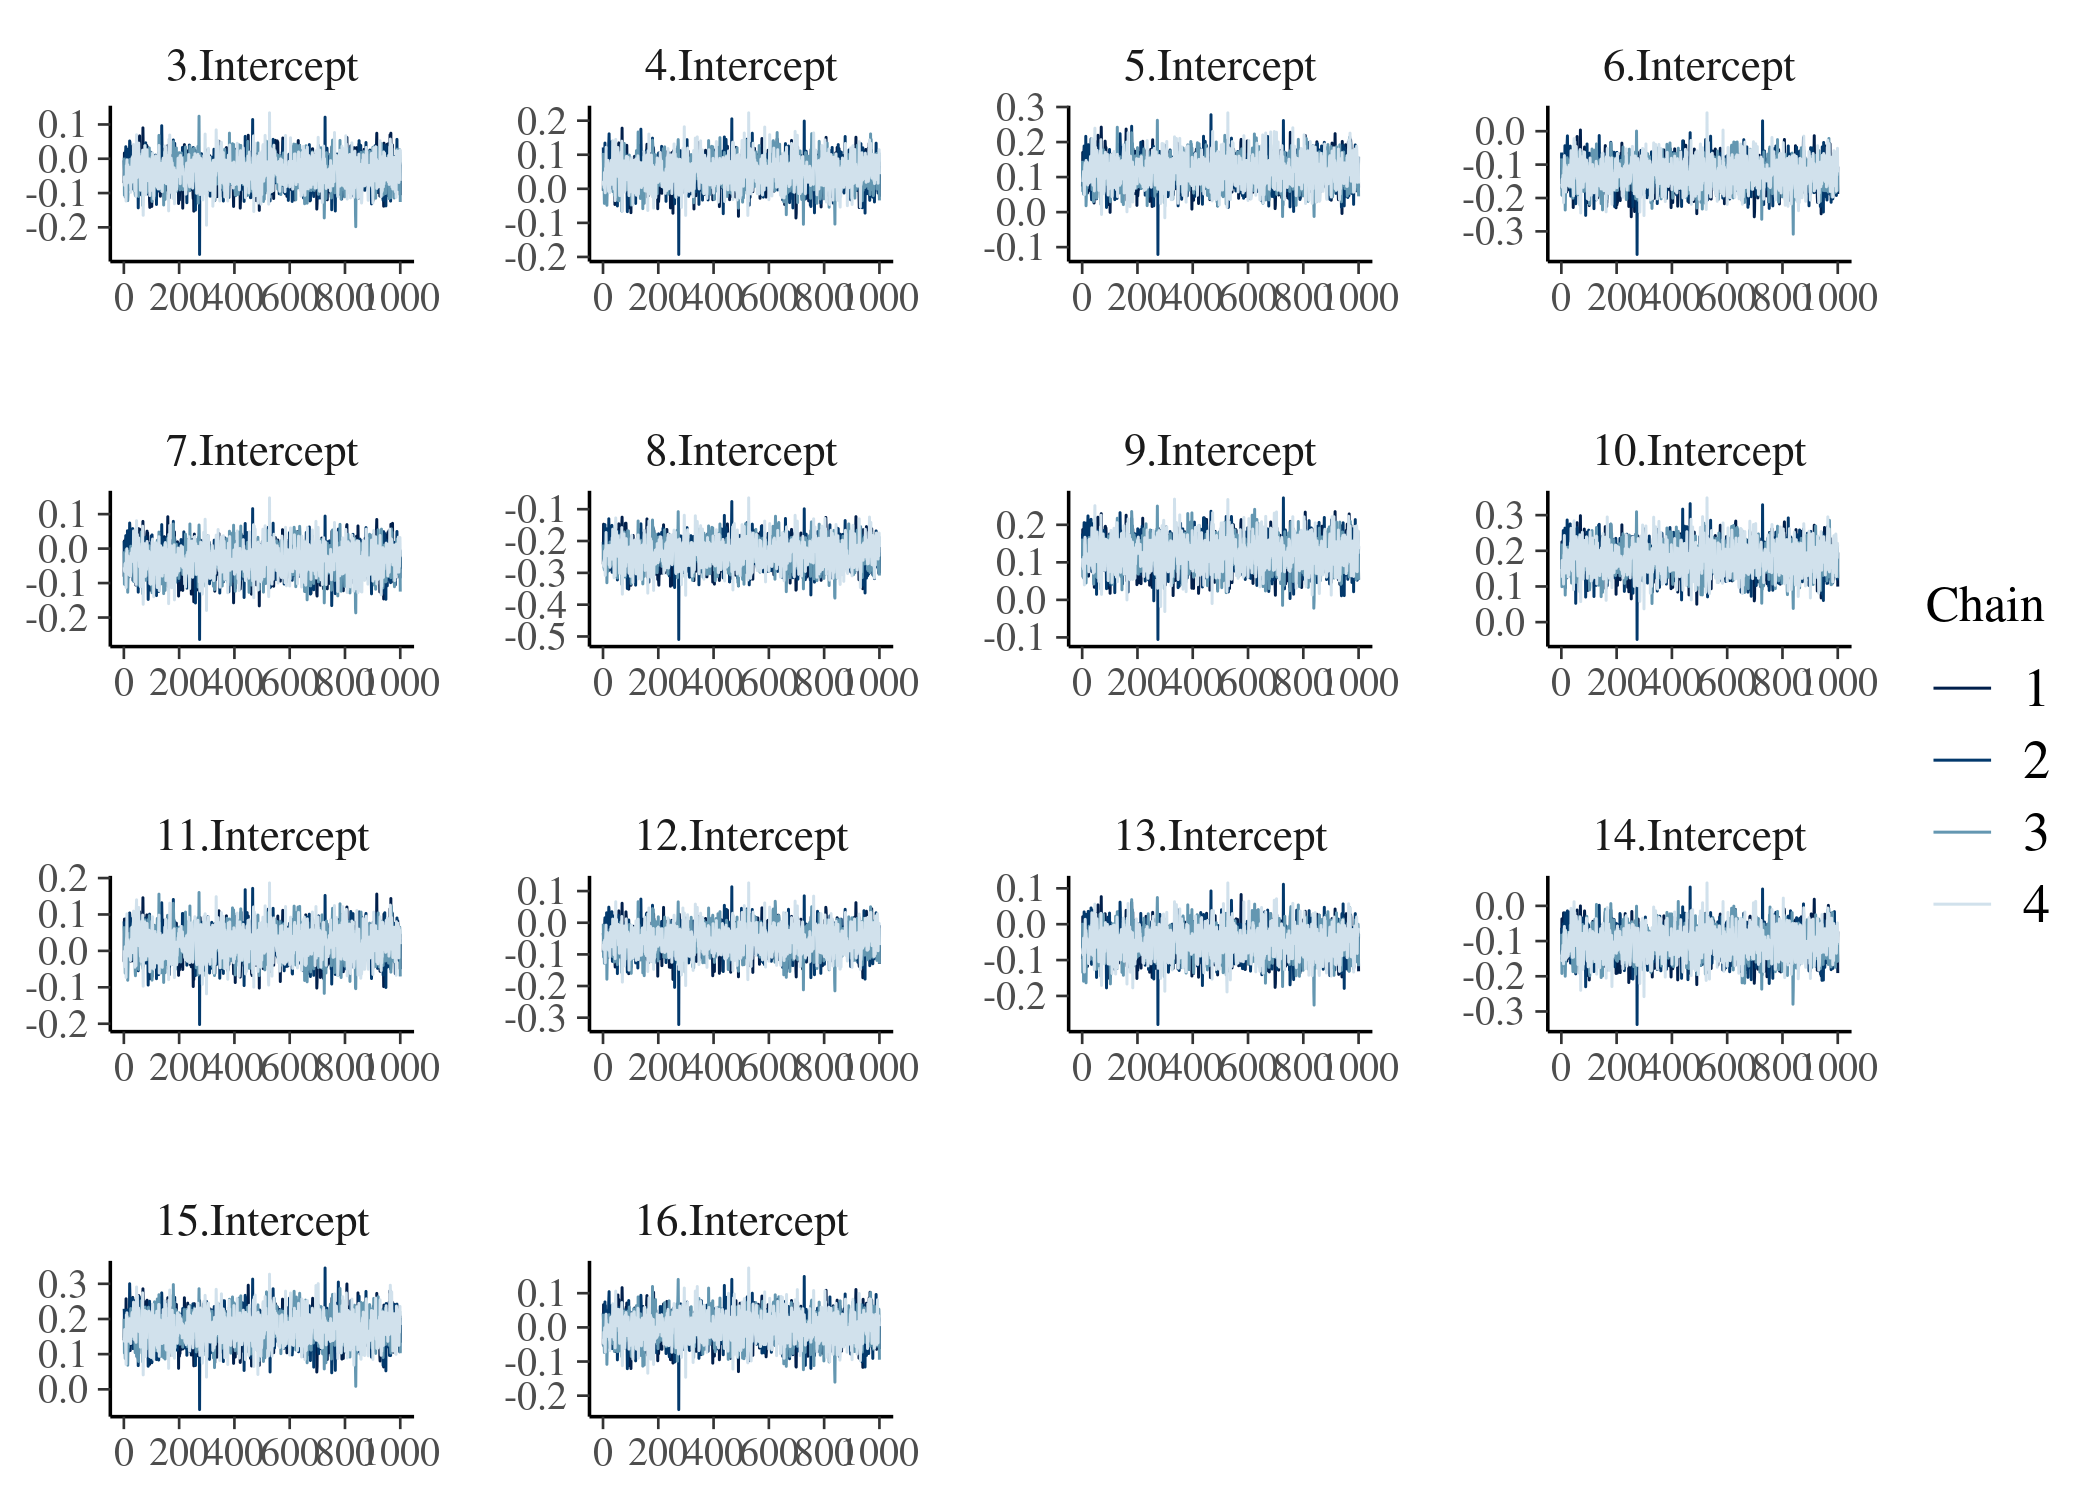 3.Intercept 4.Intercept 5.Intercept 6.Intercept
0.1 0.0 -0.1 -0.2
0.2 0.1 0.0 -0.1 -0.2
0.3 0.2 0.1 0.0 -0.1
0.0 -0.1 -0.2 -0.3
0 200 400 600 800 1000 0 200 400 600 800 1000 0 200 400 600 800 1000 0 200 400 600 800 1000
7.Intercept 8.Intercept 9.Intercept 10.Intercept
0.1 0.0 -0.1 -0.2
-0.1 -0.2 -0.3 -0.4 -0.5
0.2 0.1 0.0 -0.1
0.3 0.2 0.1 0.0
0 200 400 600 800 1000 0 200 400 600 800 1000 0 200 400 600 800 1000 0 200 400 600 800 1000
11.Intercept 12.Intercept 13.Intercept 14.Intercept
0.2 0.1 0.0 -0.1 -0.2
0.1 0.0 -0.1 -0.2 -0.3
0.1 0.0 -0.1 -0.2
0.0 -0.1 -0.2 -0.3
0 200 400 600 800 1000 0 200 400 600 800 1000 0 200 400 600 800 1000 0 200 400 600 800 1000
15.Intercept 16.Intercept
0.3 0.2 0.1 0.0
0.1 0.0 -0.1 -0.2
0 200 400 600 800 1000 0 200 400 600 800 1000
Chain
1
2
3
4